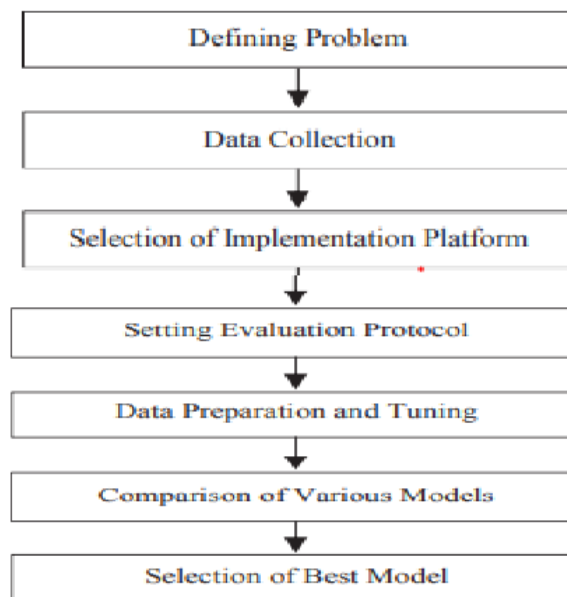 Defining Problem
Data Collection
Selection of Implementation Platform
Setting Evaluation Protocol
Data Preparation and Tuning
Comparison of Various Models
Selection of Best Model